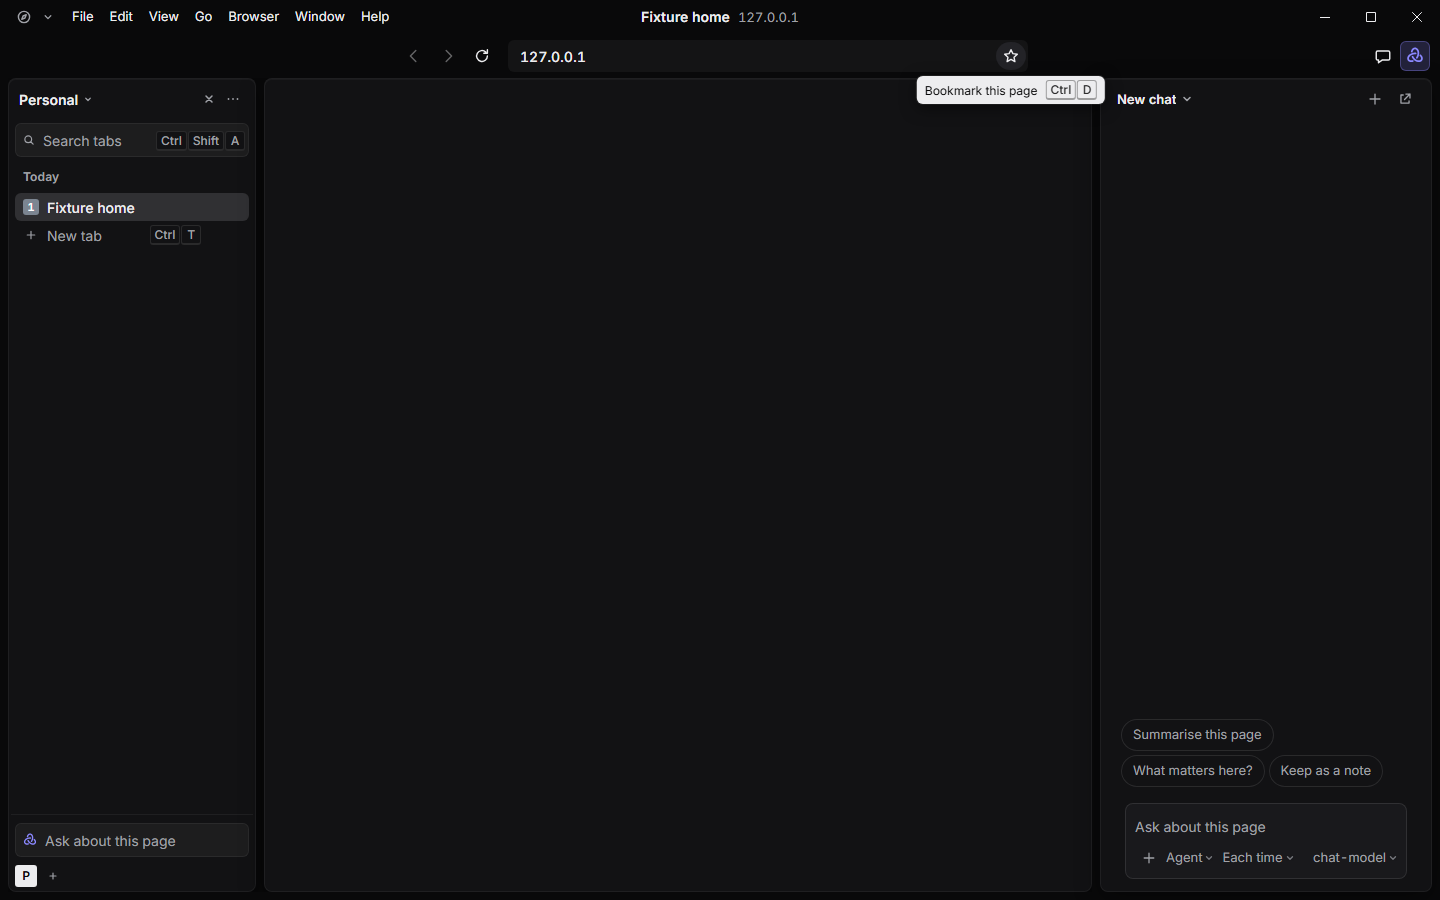 File Edit View Go Browser Window Help
Fixture home 127.0.0.1
127.0.0.1
Bookmark this page Ctrl D
Personal
Search tabs Ctrl Shift A
Today
1 Fixture home
New tab Ctrl T
Ask about this page
P
New chat
Summarise this page
What matters here? Keep as a note
Ask about this page
Agent Each time chat-model